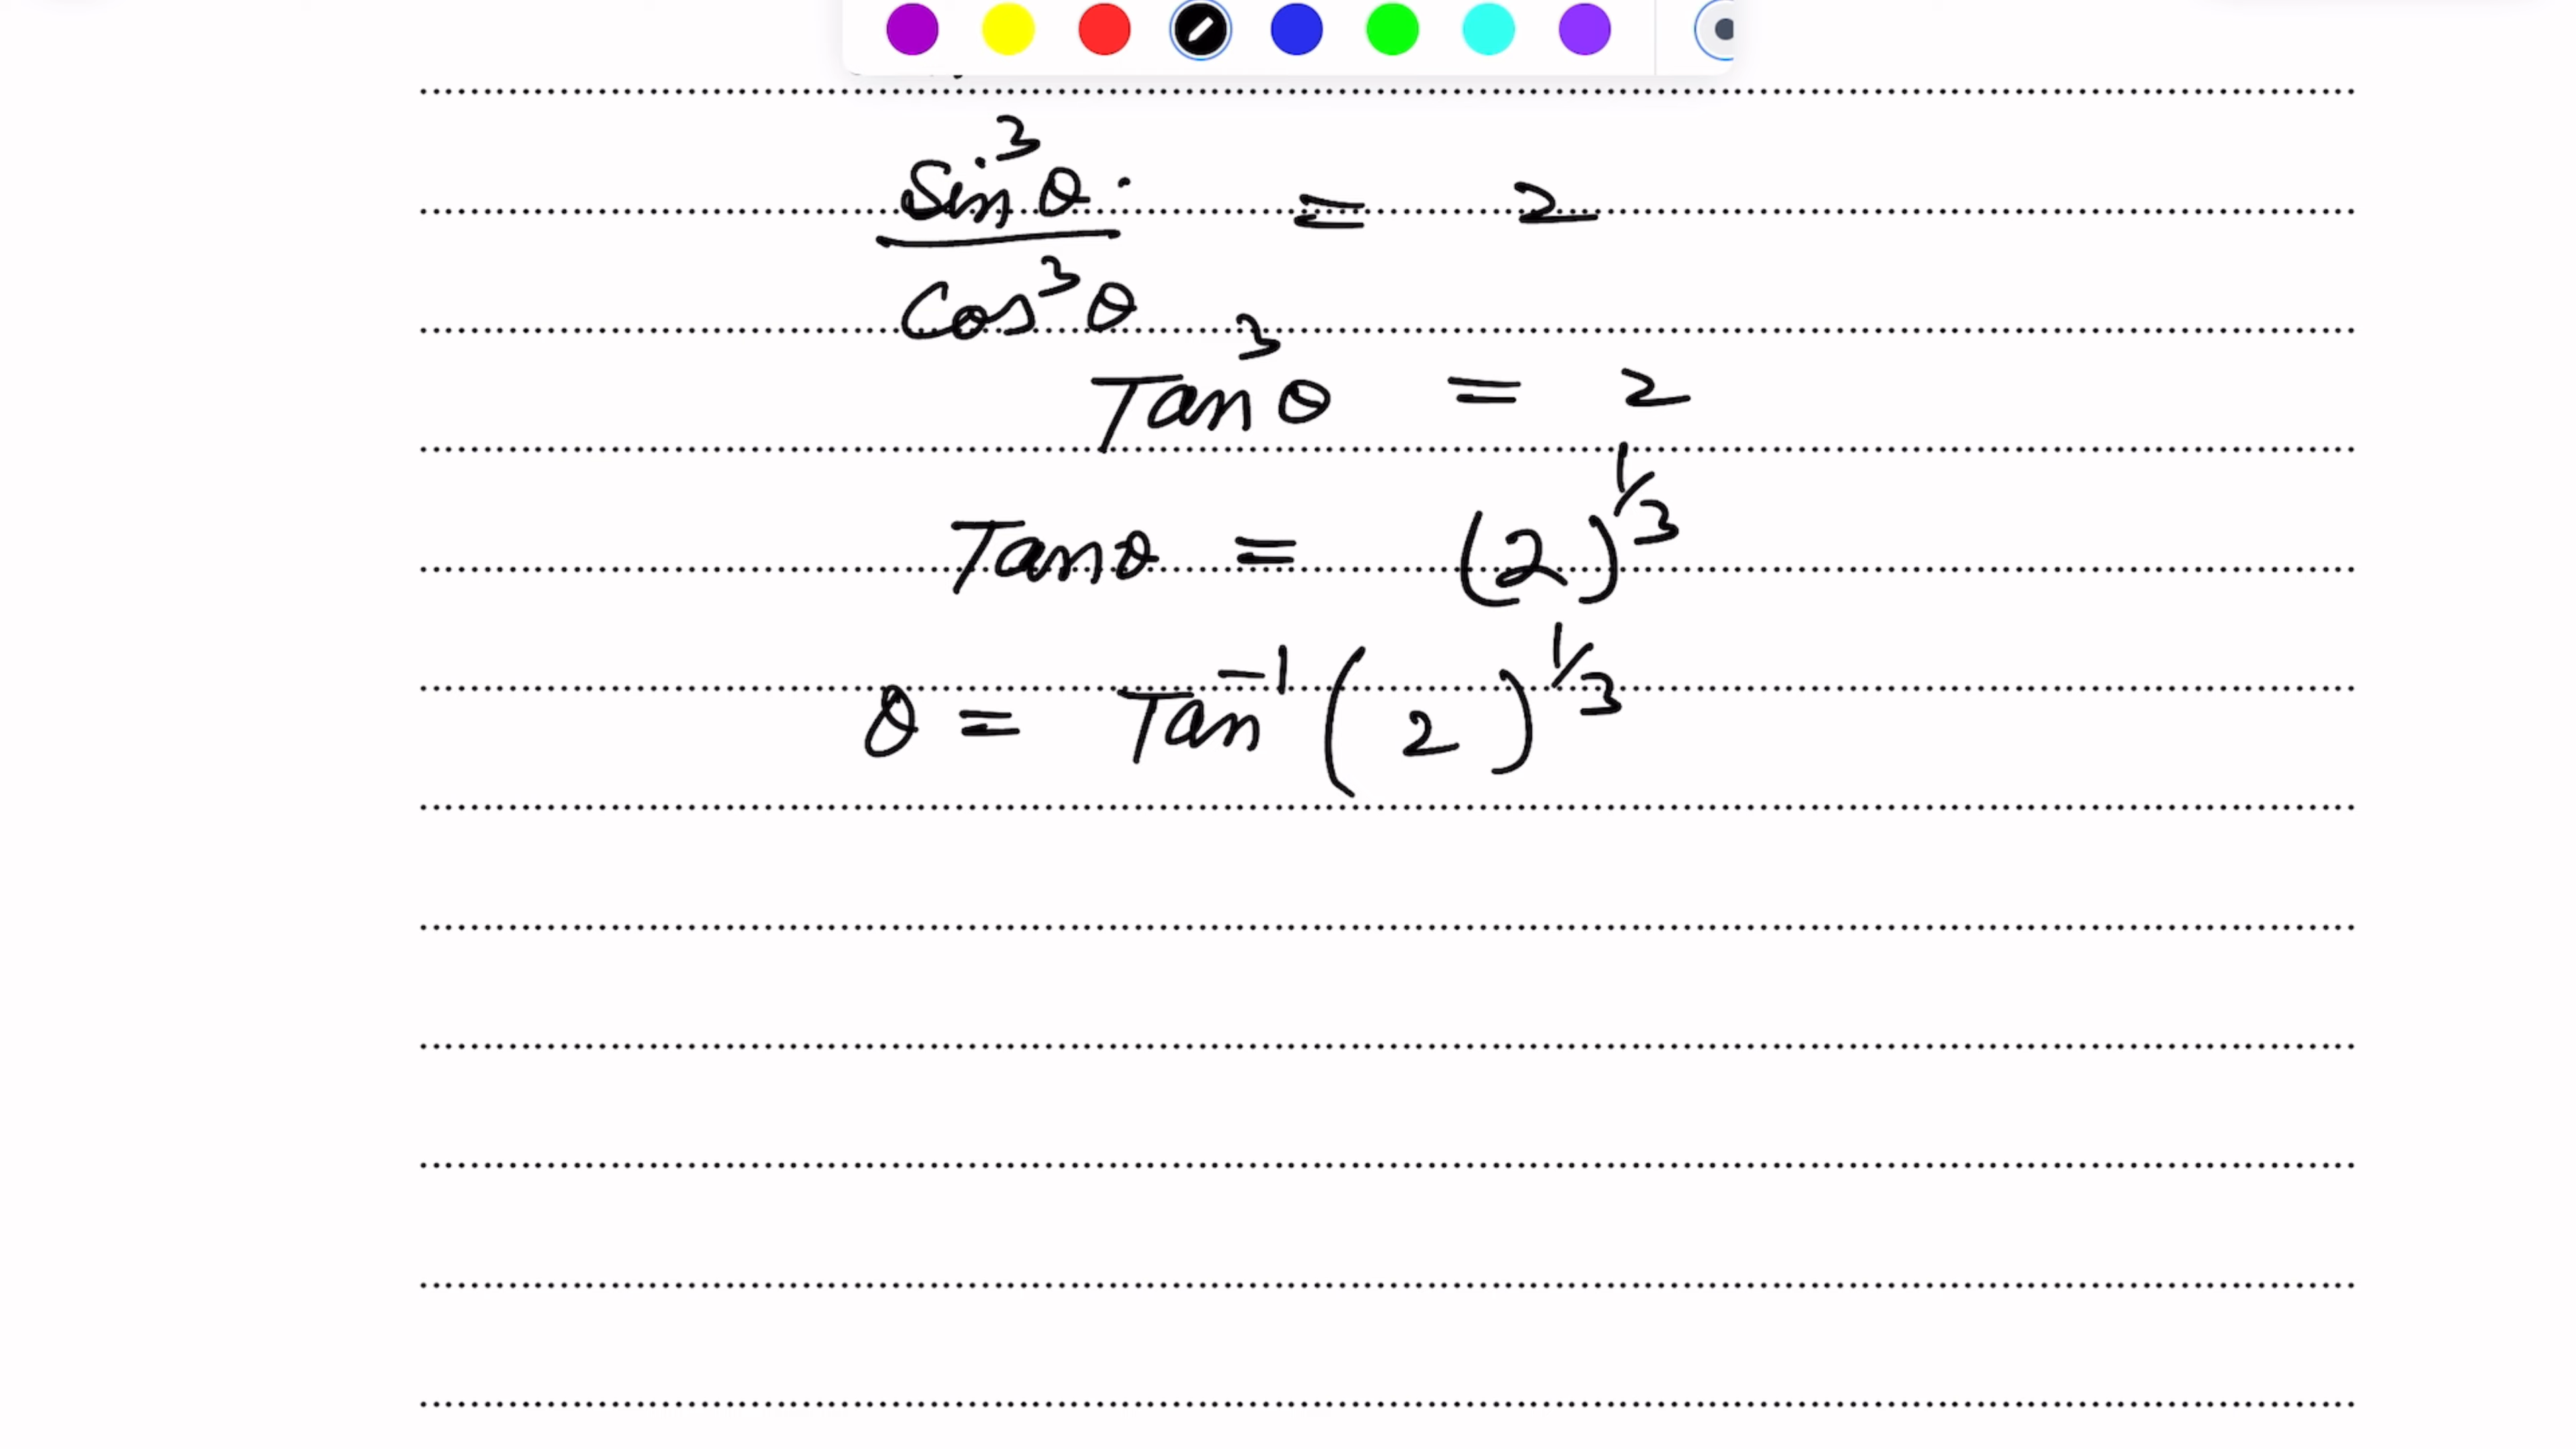 Sin³θ / Cos³θ = 2
Tan³θ = 2
Tanθ = (2)^1/3
θ = Tan⁻¹(2)^1/3